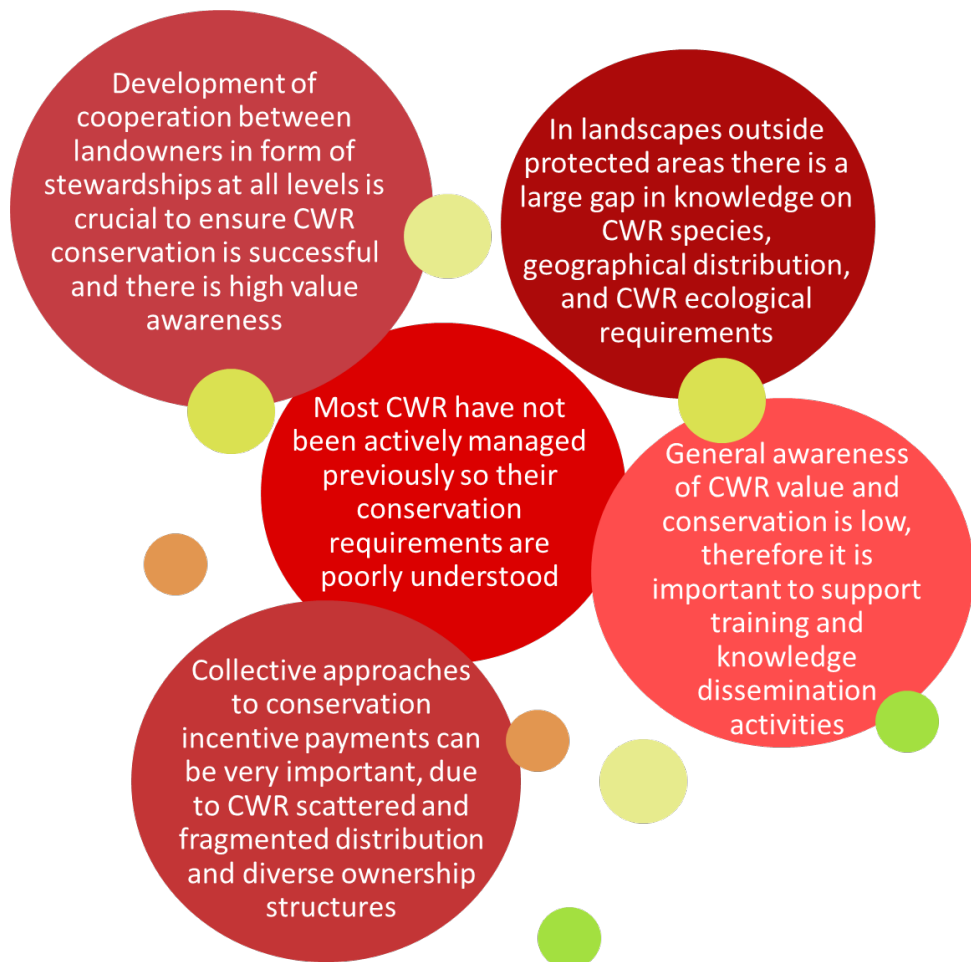 Development of
cooperation between
landowners in form of
stewardships at all levels is
crucial to ensure CWR
conservation is successful
and there is high value
awareness
In landscapes outside
protected areas there is a
large gap in knowledge on
CWR species,
geographical distribution,
and CWR ecological
requirements
Most CWR have not
been actively managed
previously so their
conservation
requirements are
poorly understood
General awareness
of CWR value and
conservation is low,
therefore it is
important to support
training and
knowledge
dissemination
activities
Collective approaches
to conservation
incentive payments can
be very important, due
to CWR scattered and
fragmented distribution
and diverse ownership
structures